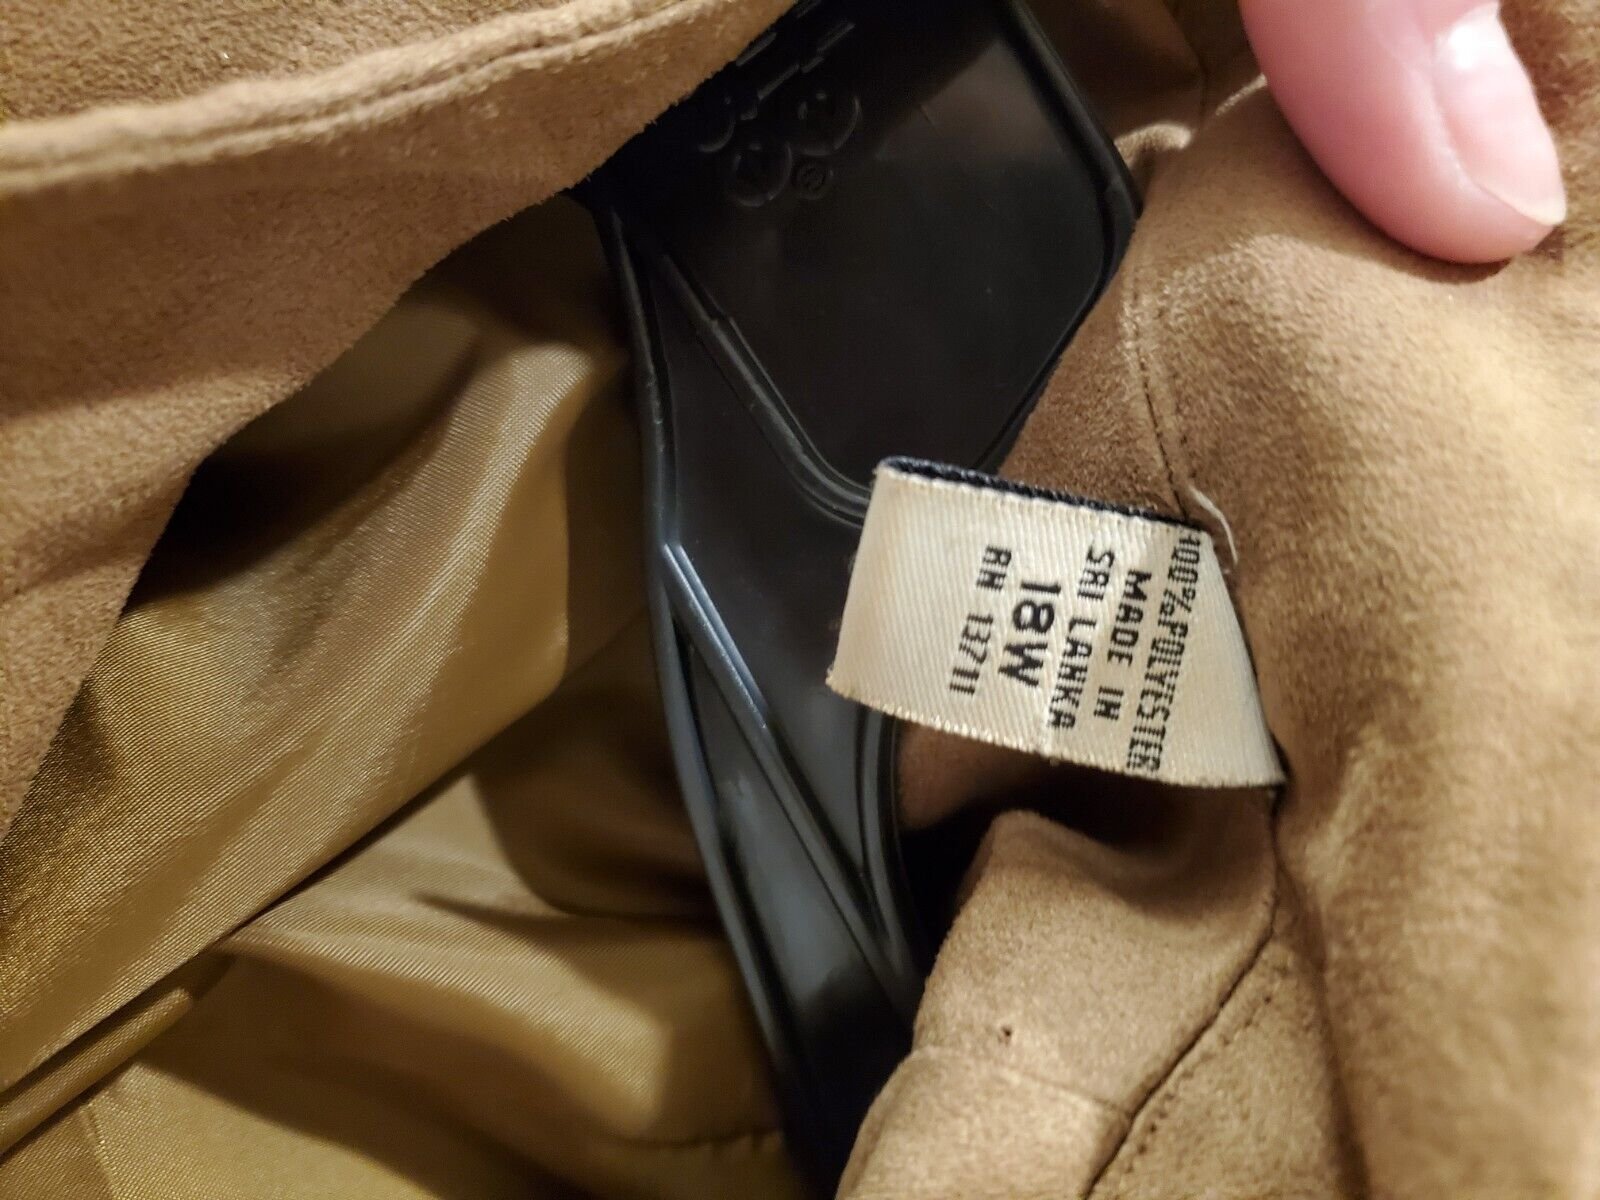 100% POLYESTER
MADE IN
SRI LANKA
18W
RN 13711